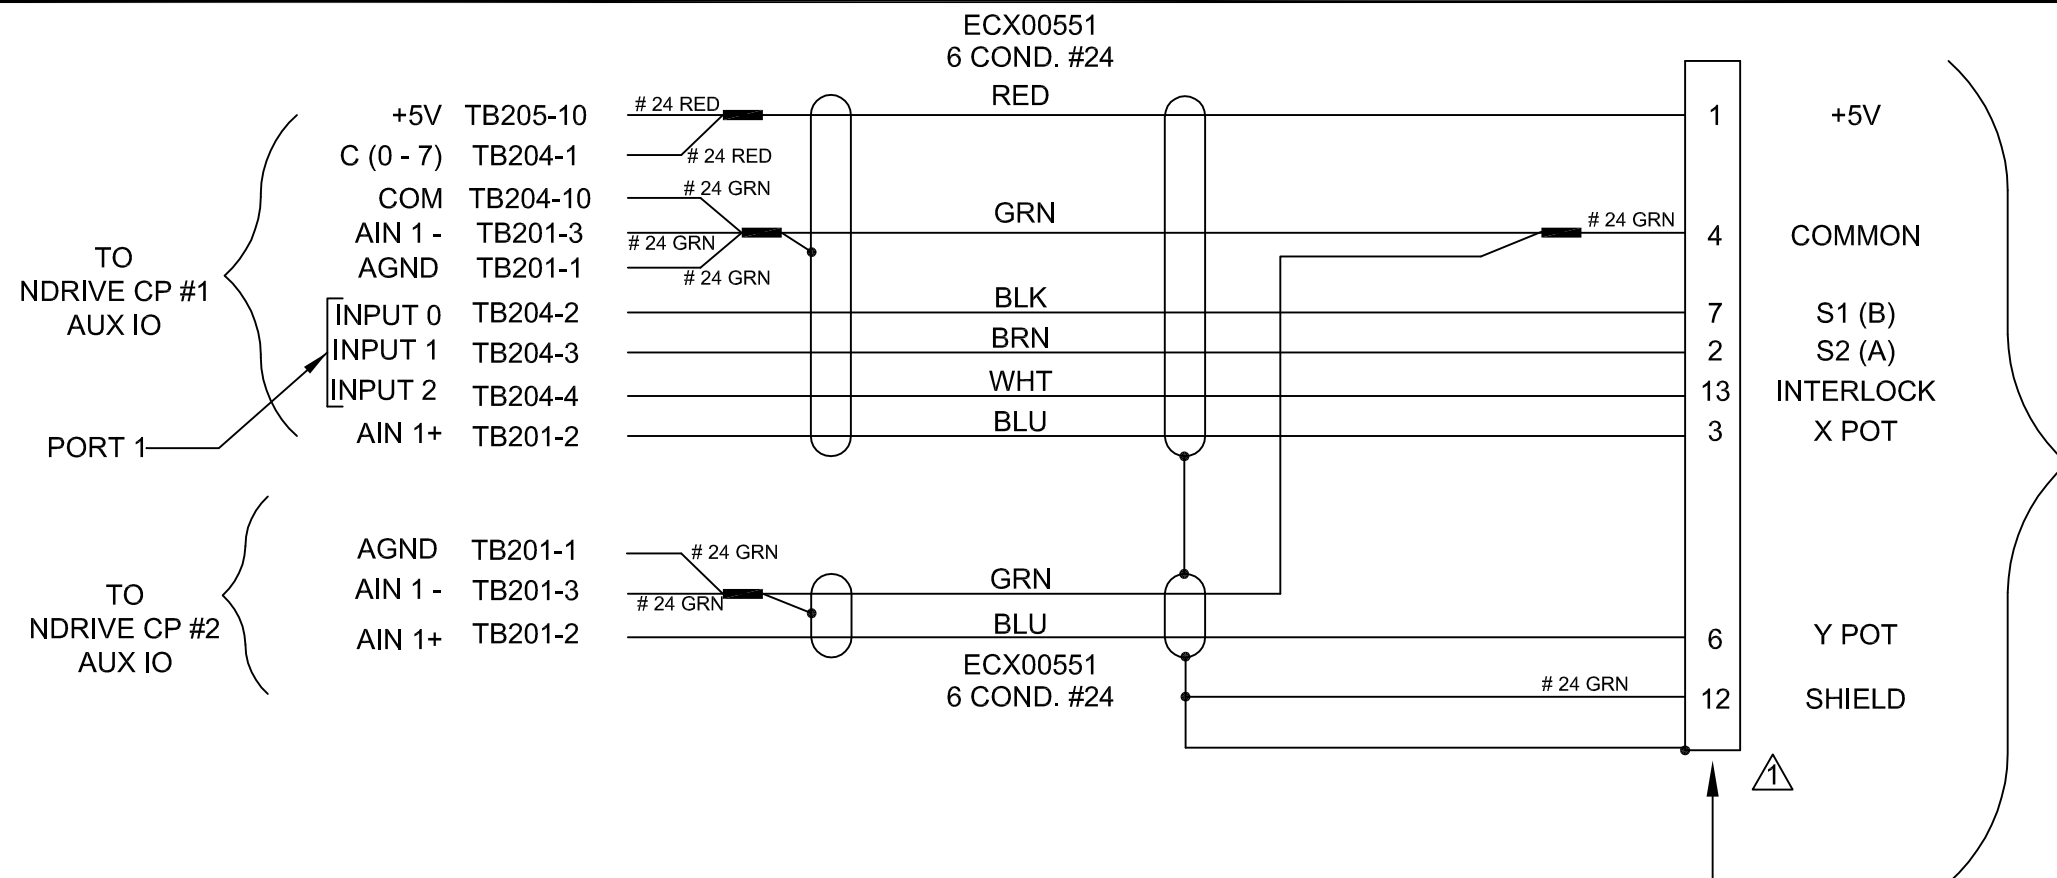 ECX00551
6 COND. #24
+5V TB205-10 # 24 RED RED 1 +5V
C (0 - 7) TB204-1 # 24 RED
COM TB204-10 # 24 GRN
AIN 1 - TB201-3 # 24 GRN GRN # 24 GRN 4 COMMON
AGND TB201-1 # 24 GRN
TO
NDRIVE CP #1
AUX IO
INPUT 0 TB204-2 BLK 7 S1 (B)
INPUT 1 TB204-3 BRN 2 S2 (A)
INPUT 2 TB204-4 WHT 13 INTERLOCK
AIN 1+ TB201-2 BLU 3 X POT
PORT 1
AGND TB201-1 # 24 GRN
AIN 1 - TB201-3 # 24 GRN GRN
TO
NDRIVE CP #2
AUX IO
AIN 1+ TB201-2 BLU 6 Y POT
ECX00551
6 COND. #24
# 24 GRN 12 SHIELD
1